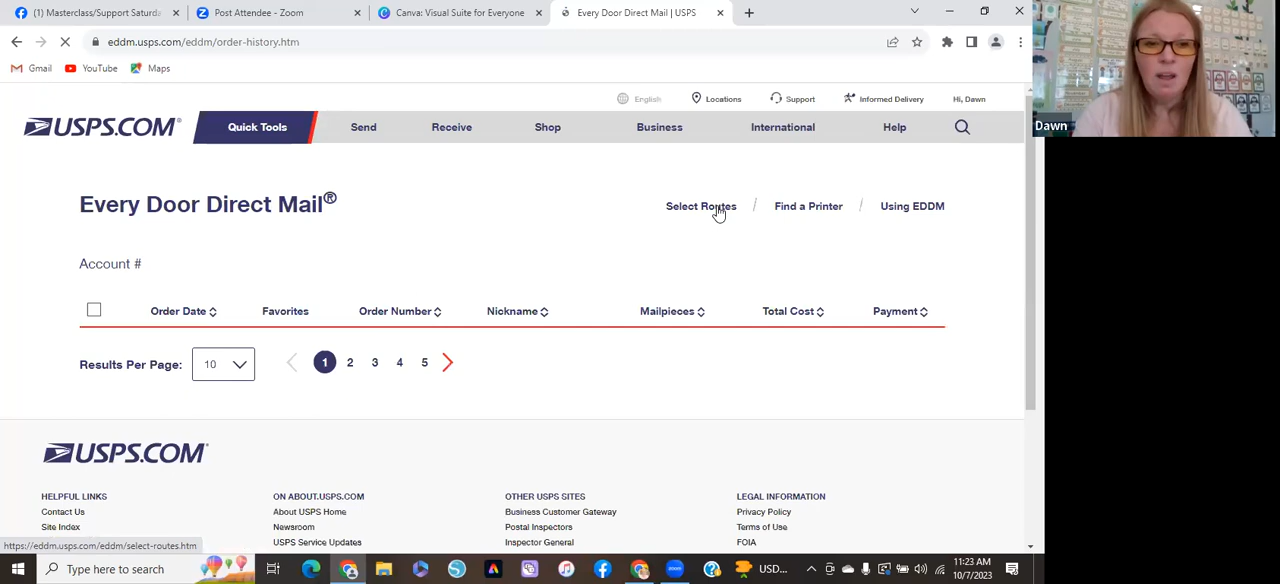 (1) Masterclass/Support Saturda
Post Attendee - Zoom
Canva: Visual Suite for Everyone
Every Door Direct Mail | USPS
eddm.usps.com/eddm/order-history.htm
Gmail
YouTube
Maps
Dawn
English
Locations
Support
Informed Delivery
Hi, Dawn
USPS.COM®
Quick Tools
Send
Receive
Shop
Business
International
Help
Every Door Direct Mail®
Select Routes / Find a Printer / Using EDDM
Account #
Order Date
Favorites
Order Number
Nickname
Mailpieces
Total Cost
Payment
Results Per Page: 10
1 2 3 4 5
USPS.COM®
HELPFUL LINKS
Contact Us
Site Index
ON ABOUT.USPS.COM
About USPS Home
Newsroom
USPS Service Updates
OTHER USPS SITES
Business Customer Gateway
Postal Inspectors
Inspector General
LEGAL INFORMATION
Privacy Policy
Terms of Use
FOIA
https://eddm.usps.com/eddm/select-routes.htm
Type here to search
USD...
11:23 AM
10/7/2023